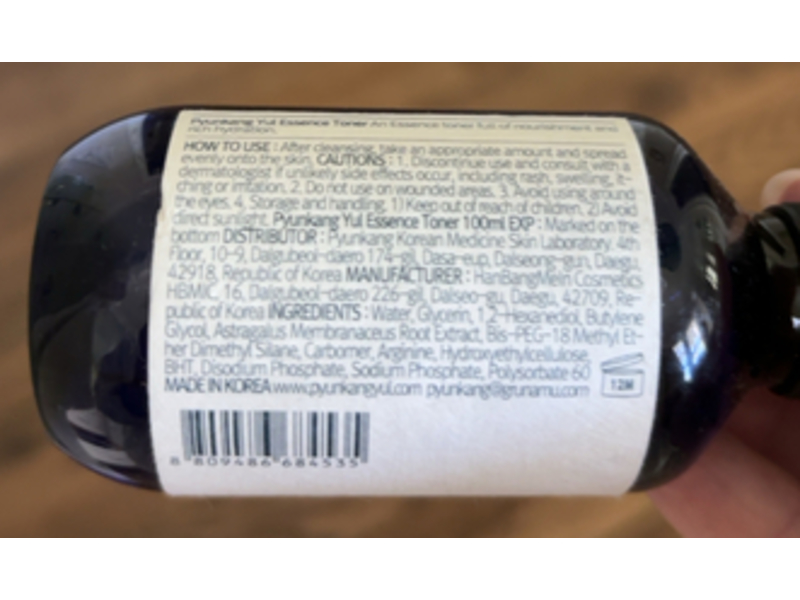 Pyunkang Yul Essence Toner An Essence toner full of nourishment and
rich hydration.
HOW TO USE : After cleansing, take an appropriate amount and spread
evenly onto the skin. CAUTIONS : 1. Discontinue use and consult with a
dermatologist if unlikely side effects occur, including rash, swelling, it-
ching or irritation. 2. Do not use on wounded areas. 3. Avoid using around
the eyes. 4. Storage and handling. 1) Keep out of reach of children. 2) Avoid
direct sunlight. Pyunkang Yul Essence Toner 100ml EXP : Marked on the
bottom DISTRIBUTOR : Pyunkang Korean Medicine Skin Laboratory. 4th
Floor, 10-9, Dalgubeol-daero 174-gil, Dasa-eup, Dalseong-gun, Daegu,
42918, Republic of Korea MANUFACTURER : HanBangMein Cosmetics
HBMIC, 16, Dalgubeol-daero 226-gil, Dalseo-gu, Daegu, 42709, Re-
public of Korea INGREDIENTS : Water, Glycerin, 1,2-Hexanediol, Butylene
Glycol, Astragalus Membranaceus Root Extract, Bis-PEG-18 Methyl Et-
her Dimethyl Silane, Carbomer, Arginine, Hydroxyethylcellulose,
BHT, Disodium Phosphate, Sodium Phosphate, Polysorbate 60
MADE IN KOREA www.pyunkangyul.com pyunkang@grunamu.com
12M
8 809486 684535